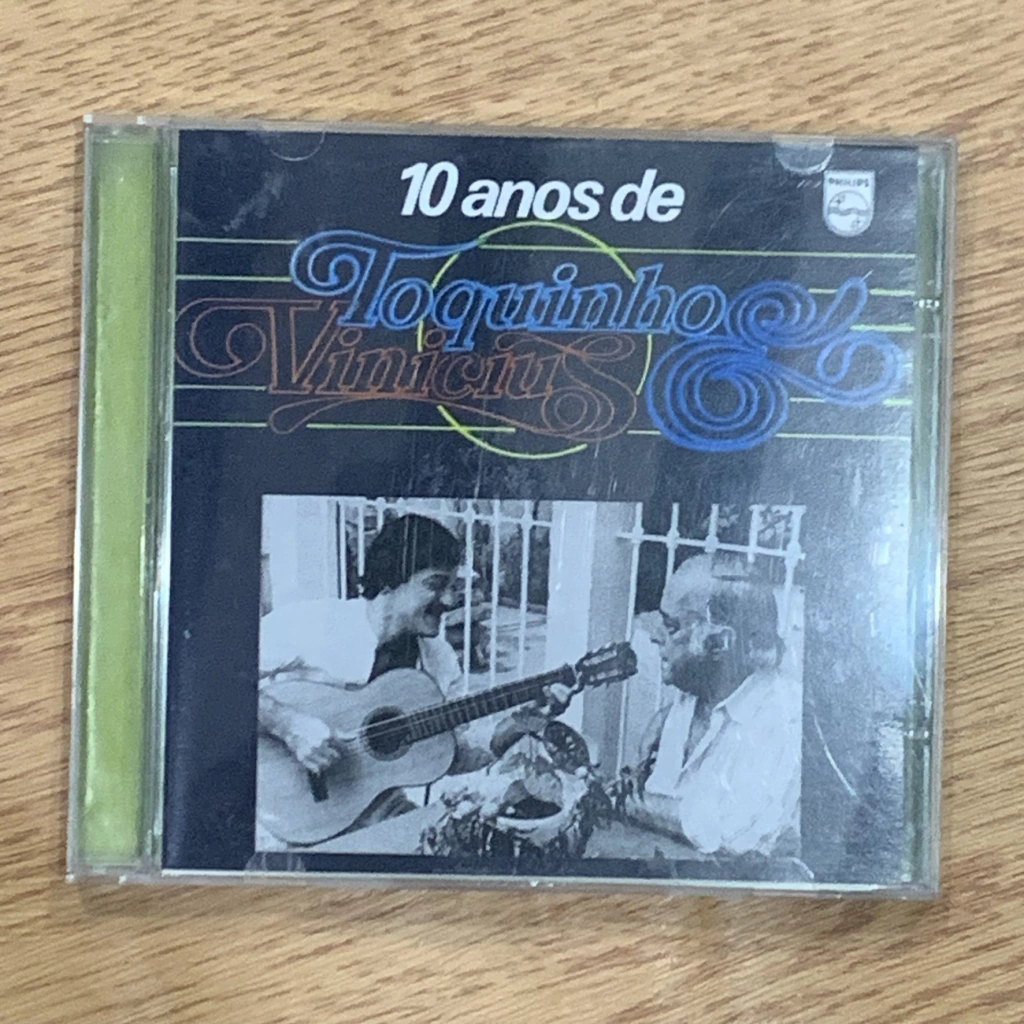 10 anos de
PHILIPS
Toquinho &
Vinicius